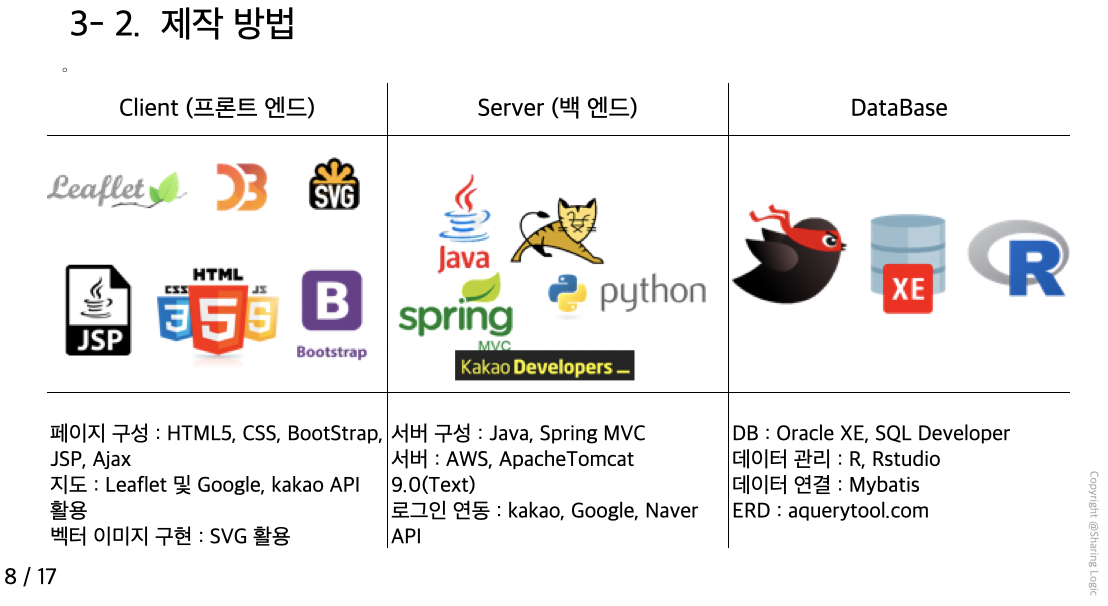 3- 2. 제작 방법
。
Client (프론트 엔드)
Server (백 엔드)
DataBase
Leaflet
D3
SVG
JSP
HTML
CSS
JS
3
5
B
Bootstrap
Java
spring
MVC
python
Kakao Developers _
XE
R
페이지 구성 : HTML5, CSS, BootStrap,
JSP, Ajax
지도 : Leaflet 및 Google, kakao API
활용
벡터 이미지 구현 : SVG 활용
서버 구성 : Java, Spring MVC
서버 : AWS, ApacheTomcat
9.0(Text)
로그인 연동 : kakao, Google, Naver
API
DB : Oracle XE, SQL Developer
데이터 관리 : R, Rstudio
데이터 연결 : Mybatis
ERD : aquerytool.com
Copyright @Sharing Logic
8 / 17